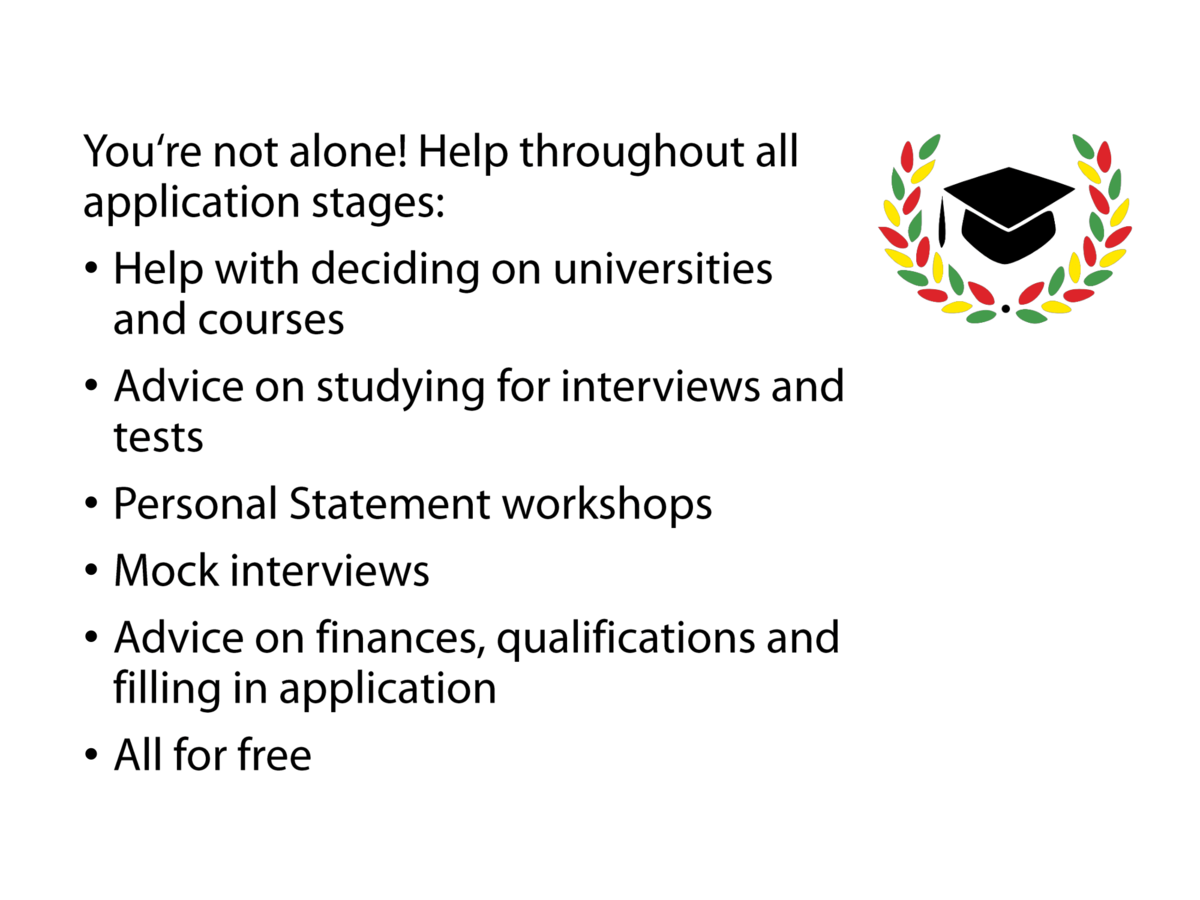 You‘re not alone! Help throughout all
application stages:
• Help with deciding on universities
and courses
• Advice on studying for interviews and
tests
• Personal Statement workshops
• Mock interviews
• Advice on finances, qualifications and
filling in application
• All for free